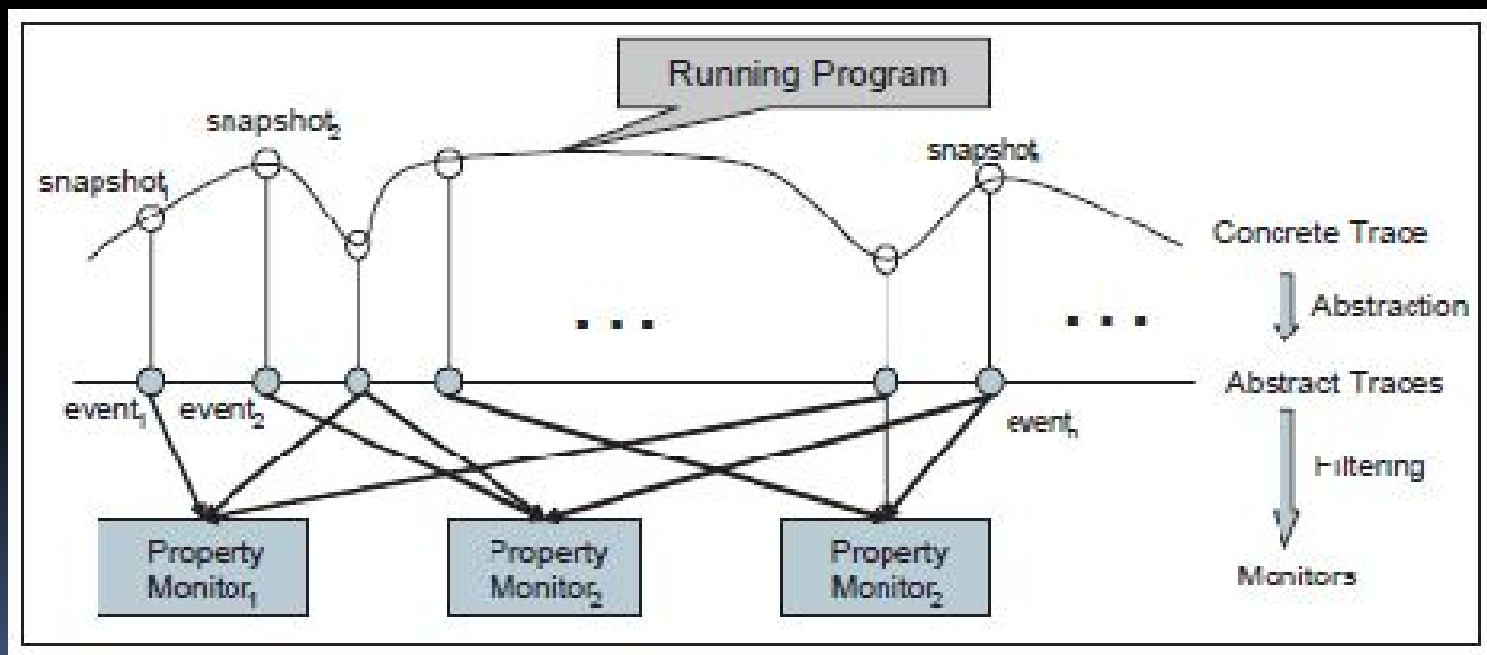 Running Program
snapshot₂
snapshot₁
snapshotₙ
Concrete Trace
Abstraction
. . .
. . .
Abstract Traces
event₁
event₂
eventₙ
Filtering
Property
Monitor₁
Property
Monitor₂
Property
Monitor₂
Monitors